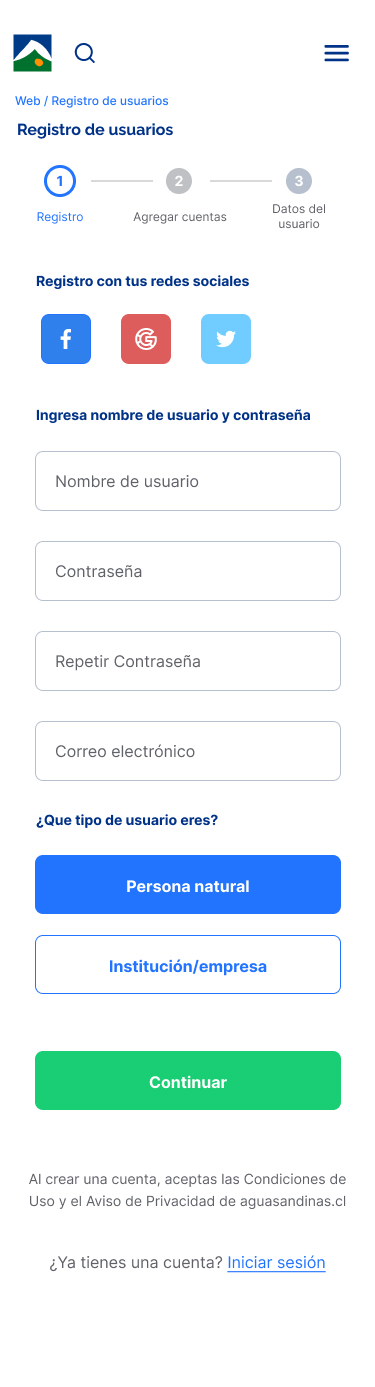 Web / Registro de usuarios
Registro de usuarios
1 2 3
Registro Agregar cuentas Datos del
usuario
Registro con tus redes sociales
Ingresa nombre de usuario y contraseña
Nombre de usuario
Contraseña
Repetir Contraseña
Correo electrónico
¿Que tipo de usuario eres?
Persona natural
Institución/empresa
Continuar
Al crear una cuenta, aceptas las Condiciones de
Uso y el Aviso de Privacidad de aguasandinas.cl
¿Ya tienes una cuenta? Iniciar sesión